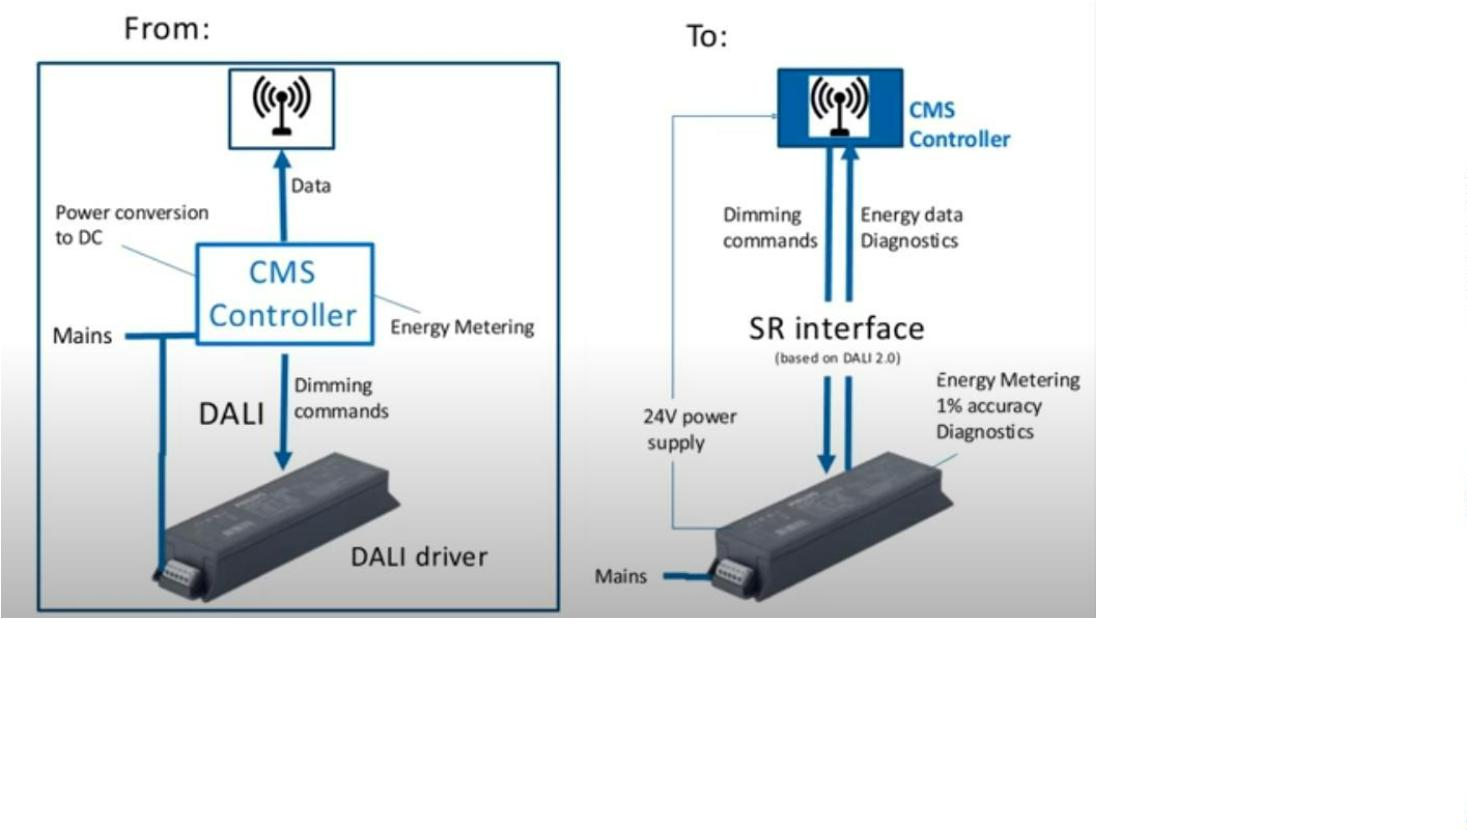 From:
Data
Power conversion
to DC
CMS
Controller
Mains
Energy Metering
Dimming
commands
DALI
DALI driver
To:
CMS
Controller
Dimming
commands
Energy data
Diagnostics
SR interface
(based on DALI 2.0)
24V power
supply
Energy Metering
1% accuracy
Diagnostics
Mains